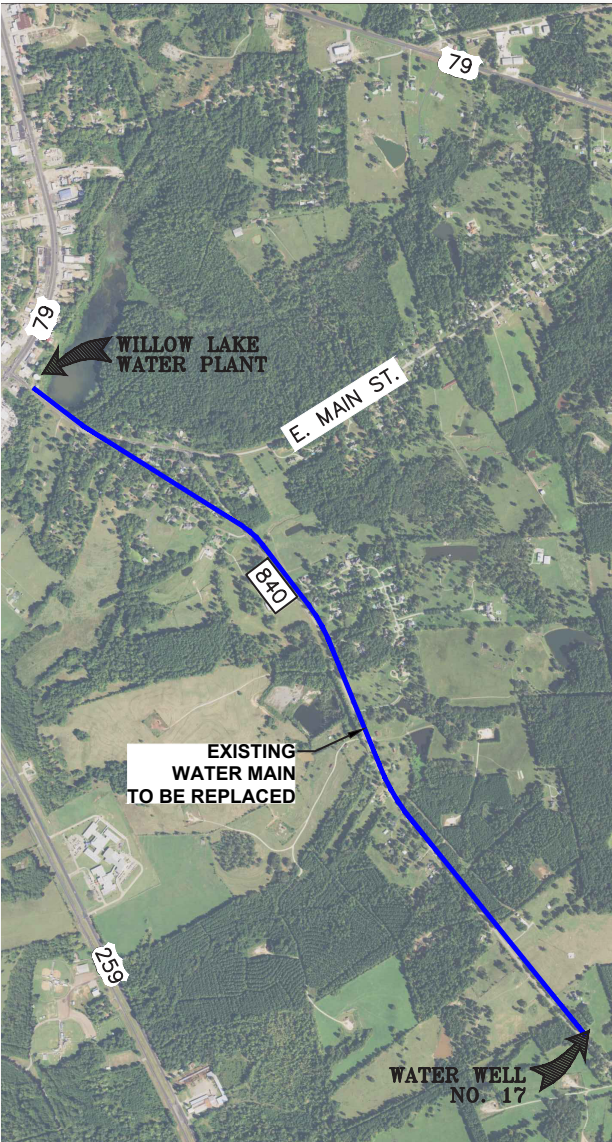 79
79
WILLOW LAKE
WATER PLANT
E. MAIN ST.
840
EXISTING
WATER MAIN
TO BE REPLACED
259
WATER WELL
NO. 17